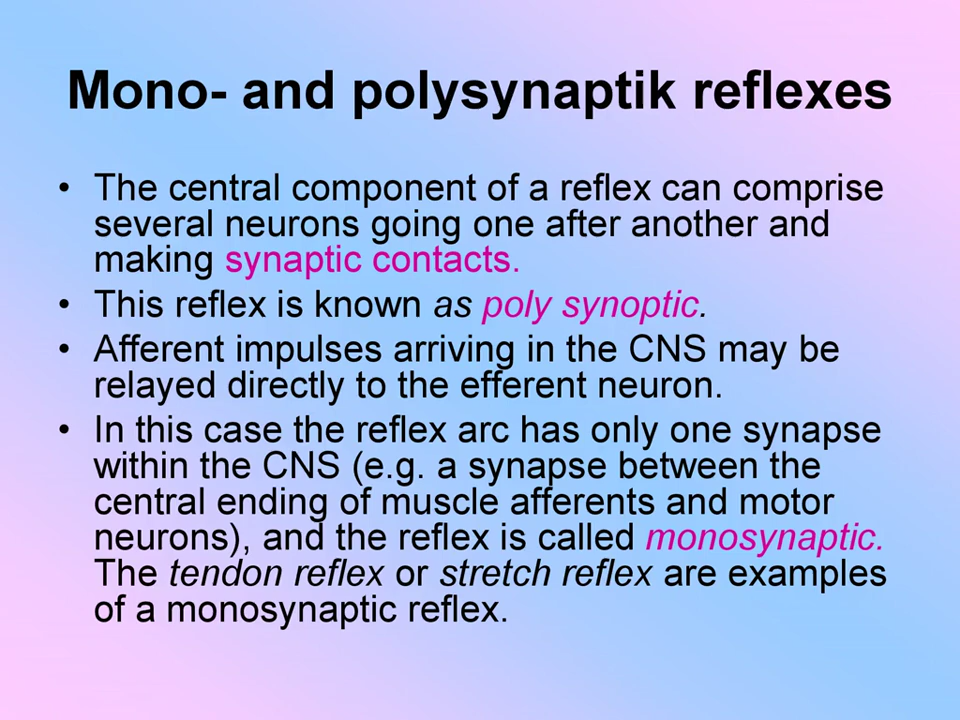 Mono- and polysynaptik reflexes
• The central component of a reflex can comprise
several neurons going one after another and
making synaptic contacts.
• This reflex is known as poly synoptic.
• Afferent impulses arriving in the CNS may be
relayed directly to the efferent neuron.
• In this case the reflex arc has only one synapse
within the CNS (e.g. a synapse between the
central ending of muscle afferents and motor
neurons), and the reflex is called monosynaptic.
The tendon reflex or stretch reflex are examples
of a monosynaptic reflex.